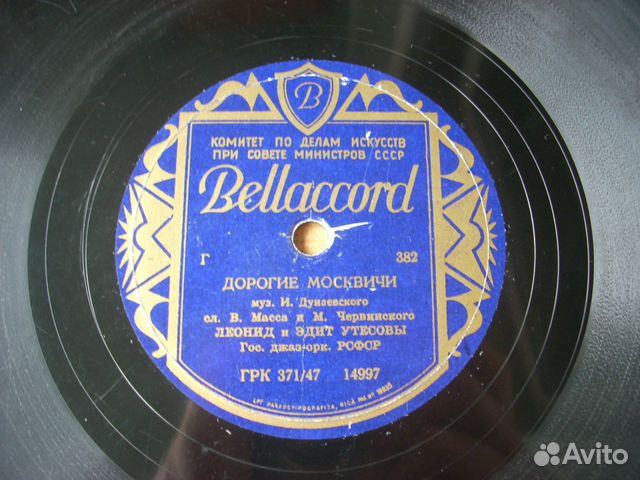 B
КОМИТЕТ ПО ДЕЛАМ ИСКУССТВ
ПРИ СОВЕТЕ МИНИСТРОВ СССР
Bellaccord
Г 382
ДОРОГИЕ МОСКВИЧИ
муз. И. Дунаевского
сл. В. Масса и М. Червинского
ЛЕОНИД и ЭДИТ УТЕСОВЫ
Гос. джаз-орк. РСФСР
ГРК 371/47 14997
RIGĀ
Avito